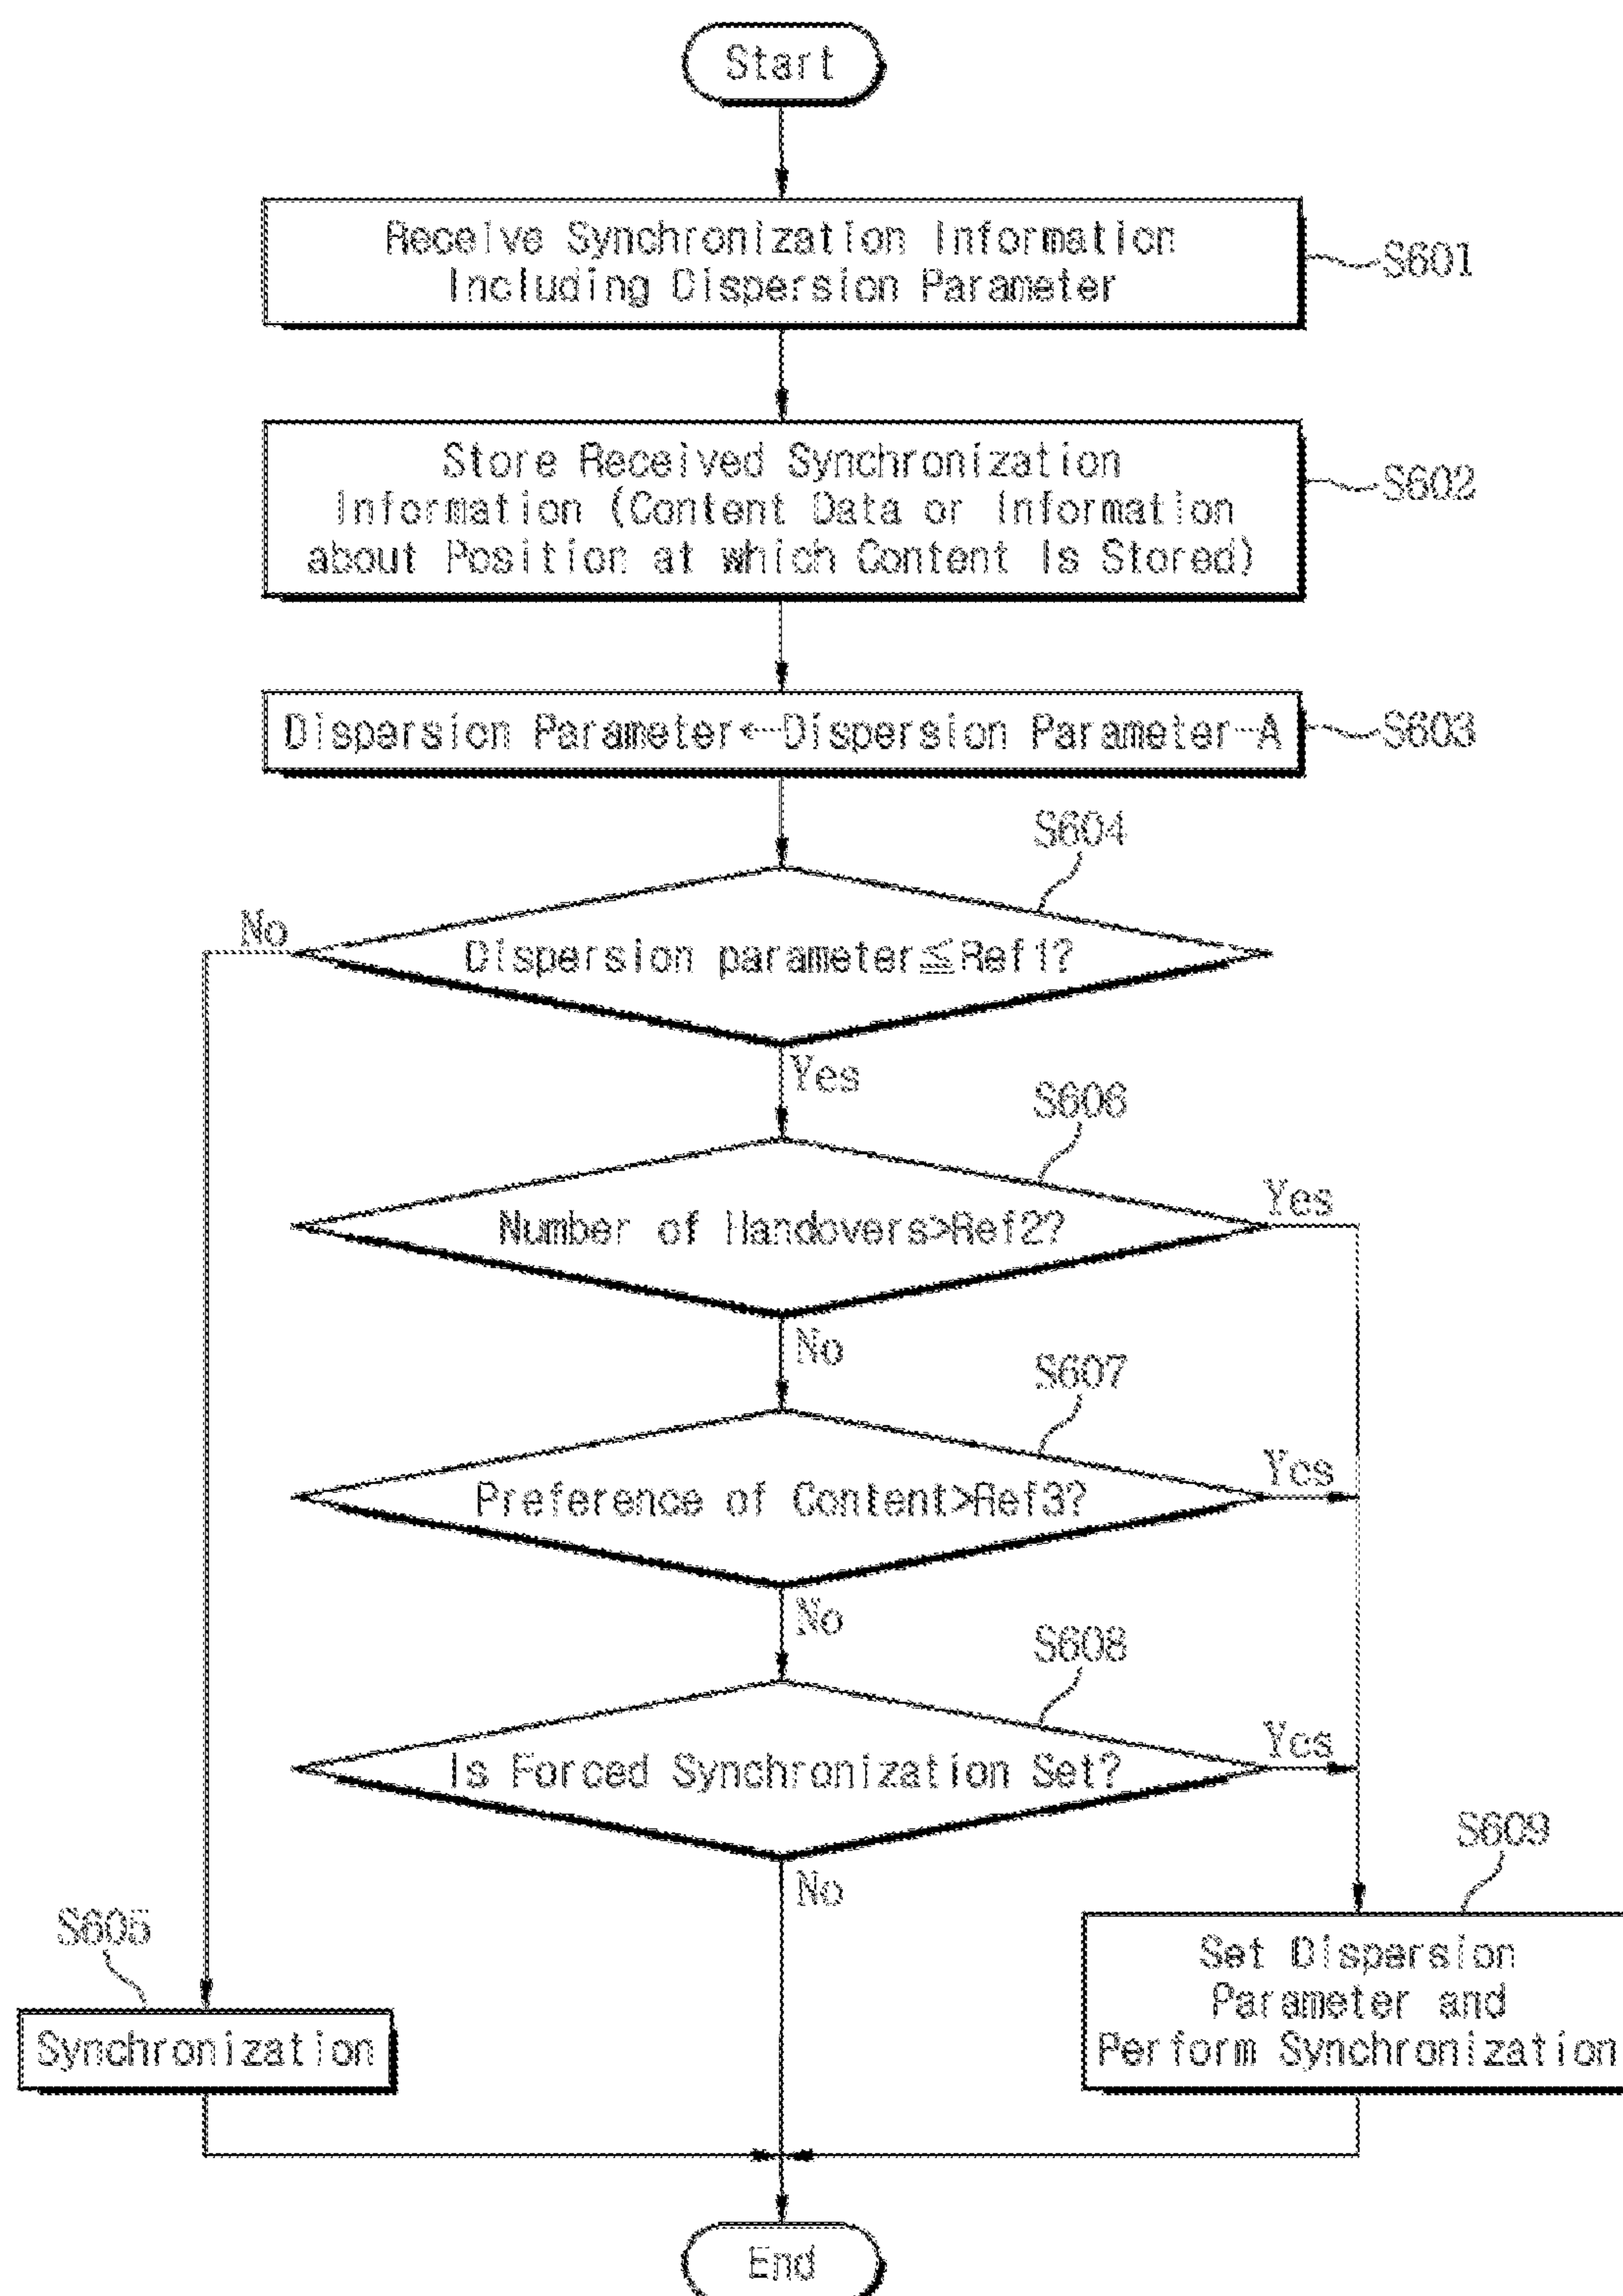 Start
Receive Synchronization Information
Including Dispersion Parameter
S601
Store Received Synchronization
Information (Content Data or Information
about Position at which Content Is Stored)
S602
Dispersion Parameter←Dispersion Parameter-A
S603
S604
No
Dispersion parameter≦Ref1?
Yes
S606
Yes
Number of Handovers>Ref2?
No
S607
Yes
Preference of Content>Ref3?
No
S608
Yes
Is Forced Synchronization Set?
No
S609
S605
Set Dispersion
Parameter and
Perform Synchronization
Synchronization
End